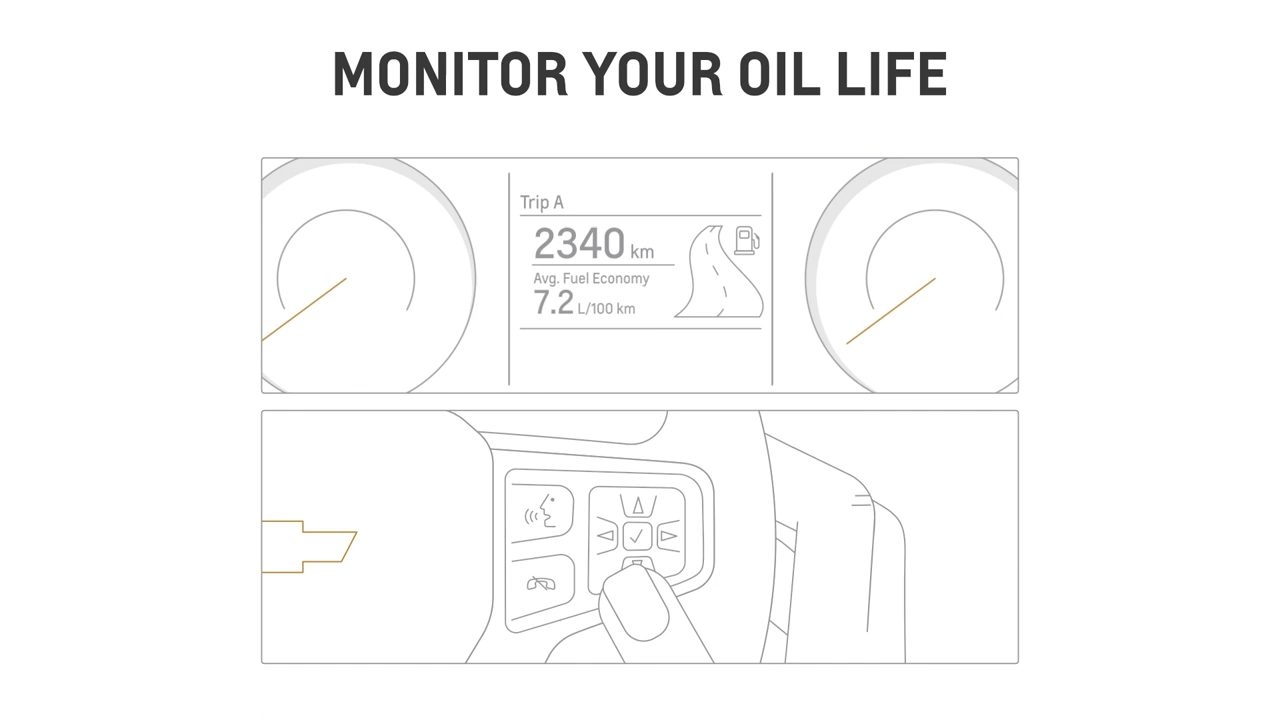 MONITOR YOUR OIL LIFE
Trip A
2340 km
Avg. Fuel Economy
7.2 L/100 km